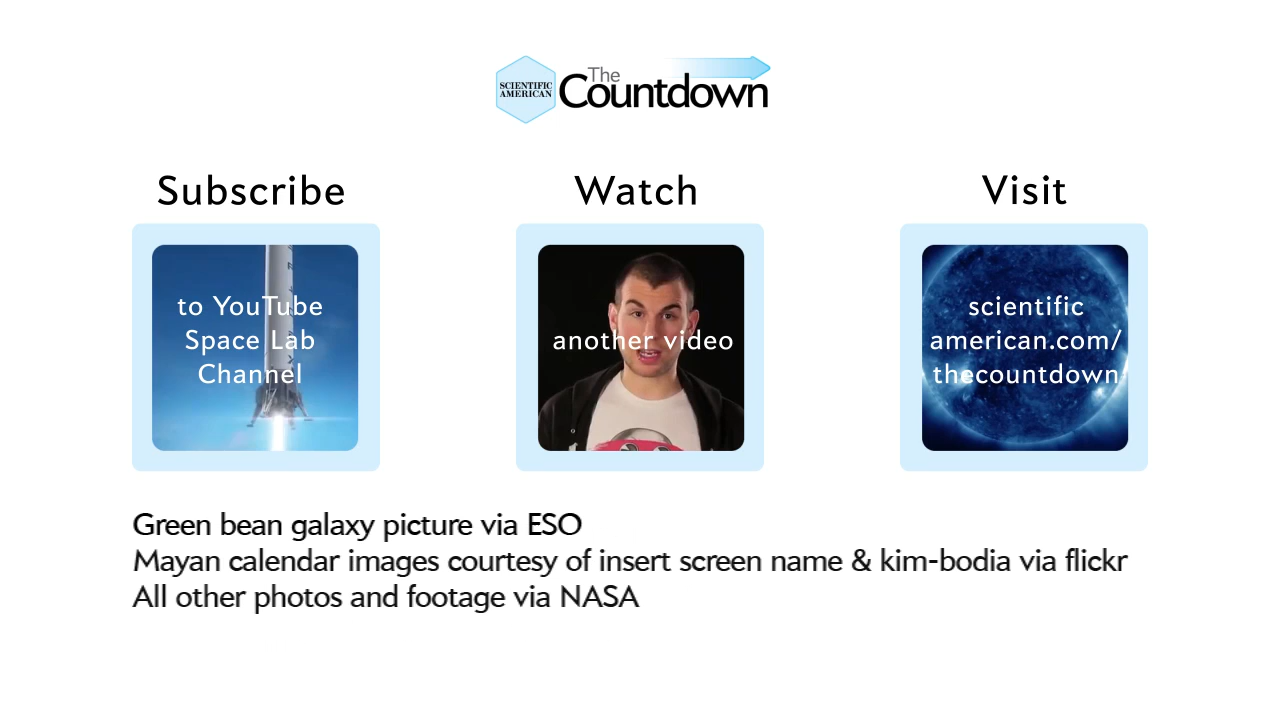 SCIENTIFIC
AMERICAN
The
Countdown
Subscribe
Watch
Visit
to YouTube
Space Lab
Channel
another video
scientific
american.com/
thecountdown
Green bean galaxy picture via ESO
Mayan calendar images courtesy of insert screen name & kim-bodia via flickr
All other photos and footage via NASA